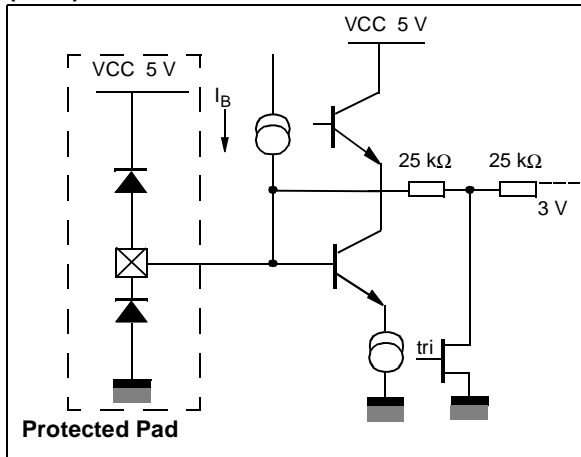 VCC 5 V
VCC 5 V
I_B
25 kΩ 25 kΩ
3 V
tri
Protected Pad